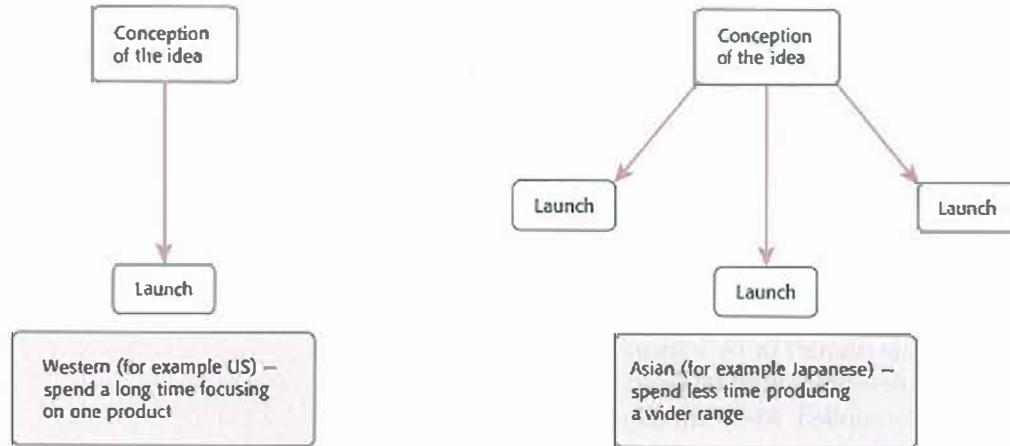 Conception
of the idea
Launch
Western (for example US) –
spend a long time focusing
on one product
Conception
of the idea
Launch
Launch
Launch
Asian (for example Japanese) –
spend less time producing
a wider range